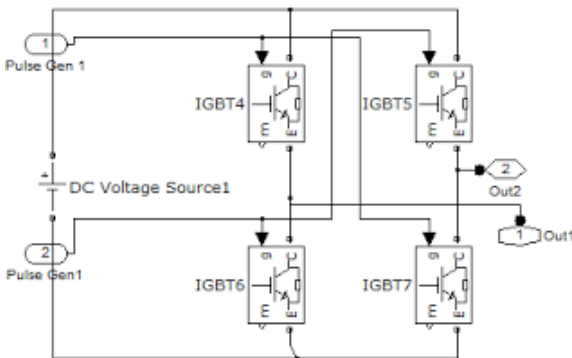 1
Pulse Gen 1
g C
IGBT4
m E
g C
IGBT5
m E
+
DC Voltage Source1
2
Out2
1
Out1
2
Pulse Gen1
g C
IGBT6
m E
g C
IGBT7
m E